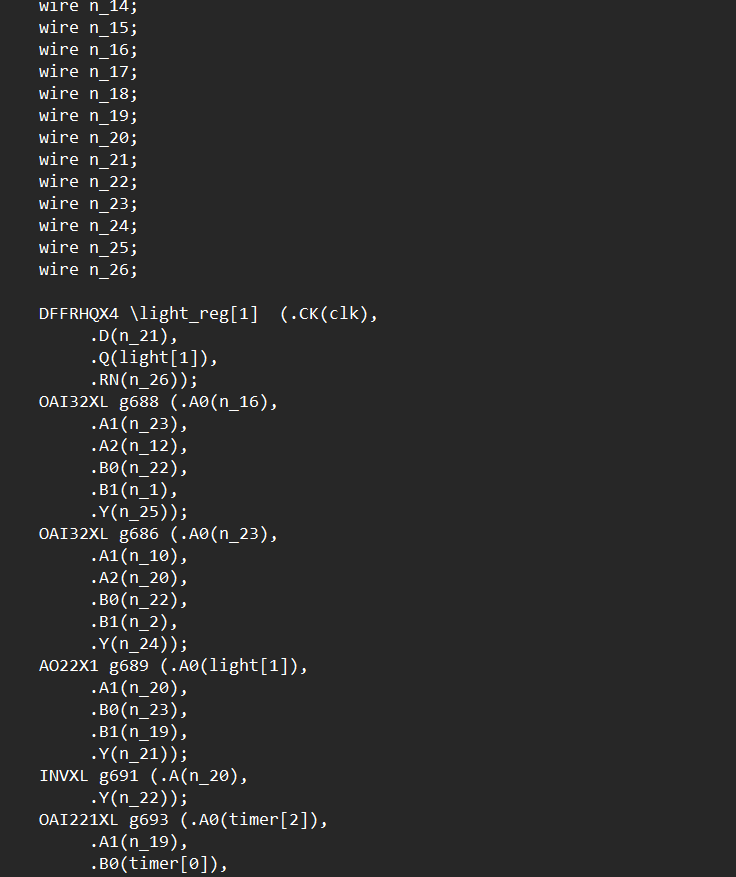 wire n_14;
wire n_15;
wire n_16;
wire n_17;
wire n_18;
wire n_19;
wire n_20;
wire n_21;
wire n_22;
wire n_23;
wire n_24;
wire n_25;
wire n_26;
DFFRHQX4 \light_reg[1]  (.CK(clk),
.D(n_21),
.Q(light[1]),
.RN(n_26));
OAI32XL g688 (.A0(n_16),
.A1(n_23),
.A2(n_12),
.B0(n_22),
.B1(n_1),
.Y(n_25));
OAI32XL g686 (.A0(n_23),
.A1(n_10),
.A2(n_20),
.B0(n_22),
.B1(n_2),
.Y(n_24));
AO22X1 g689 (.A0(light[1]),
.A1(n_20),
.B0(n_23),
.B1(n_19),
.Y(n_21));
INVXL g691 (.A(n_20),
.Y(n_22));
OAI221XL g693 (.A0(timer[2]),
.A1(n_19),
.B0(timer[0]),